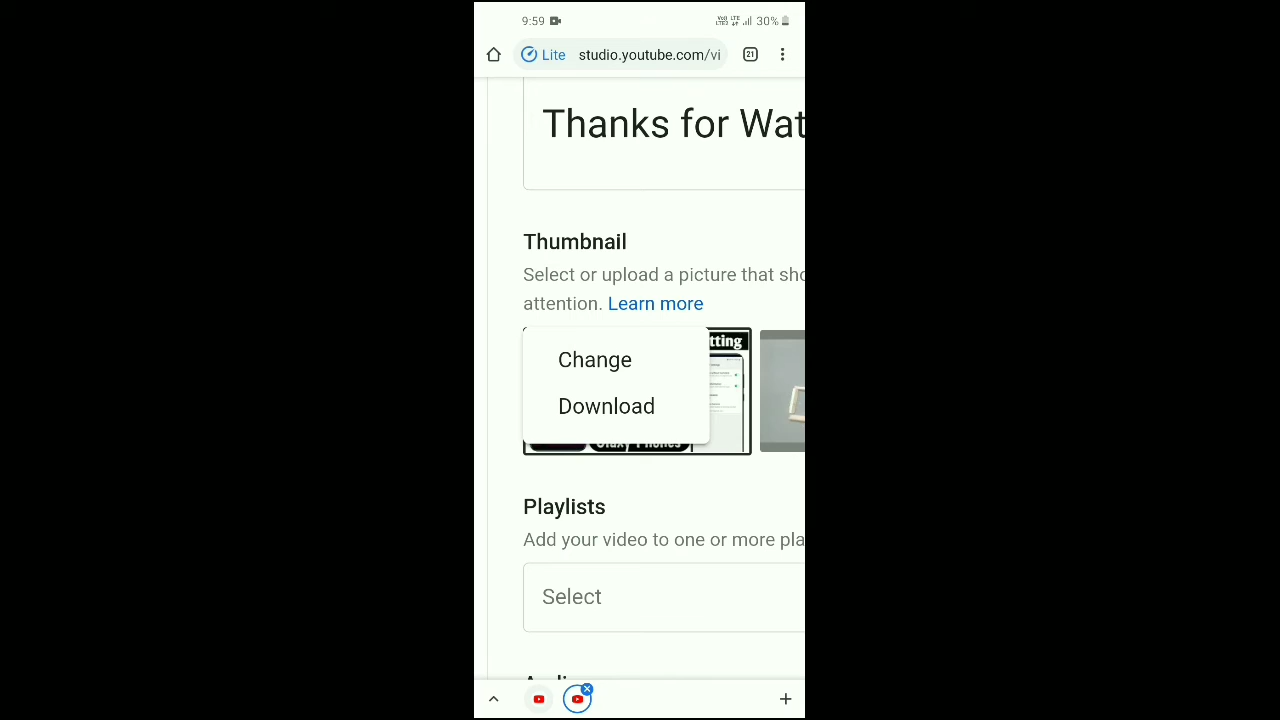 9:59 30%
Lite studio.youtube.com/vi 21
Thanks for Wat
Thumbnail
Select or upload a picture that sho
attention. Learn more
tting
Change
Download
Playlists
Add your video to one or more pla
Select